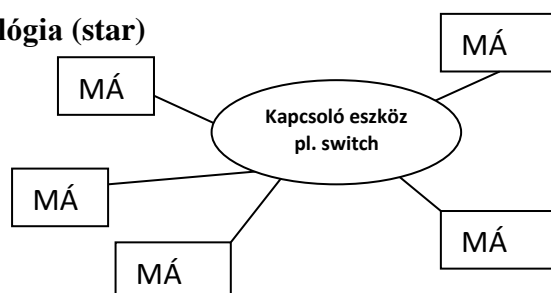 lógia (star)
MÁ
MÁ
Kapcsoló eszköz
pl. switch
MÁ
MÁ
MÁ